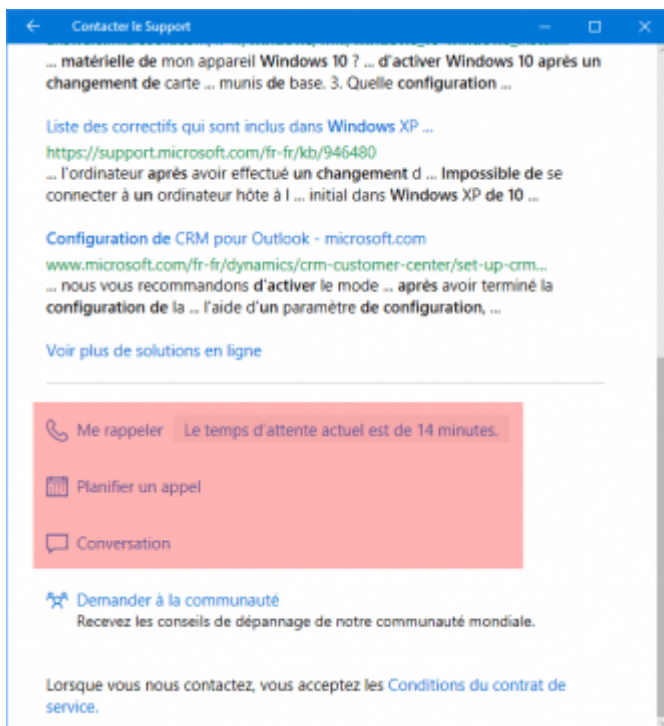 Contacter le Support
... matérielle de mon appareil Windows 10 ? ... d'activer Windows 10 après un
changement de carte ... munis de base. 3. Quelle configuration ...
Liste des correctifs qui sont inclus dans Windows XP ...
https://support.microsoft.com/fr-fr/kb/946480
... l'ordinateur après avoir effectué un changement d ... Impossible de se
connecter à un ordinateur hôte à l ... initial dans Windows XP de 10 ...
Configuration de CRM pour Outlook - microsoft.com
www.microsoft.com/fr-fr/dynamics/crm-customer-center/set-up-crm...
... nous vous recommandons d'activer le mode ... après avoir terminé la
configuration de la ... l'aide d'un paramètre de configuration, ...
Voir plus de solutions en ligne
Me rappeler Le temps d'attente actuel est de 14 minutes.
Planifier un appel
Conversation
Demander à la communauté
Recevez les conseils de dépannage de notre communauté mondiale.
Lorsque vous nous contactez, vous acceptez les Conditions du contrat de
service.